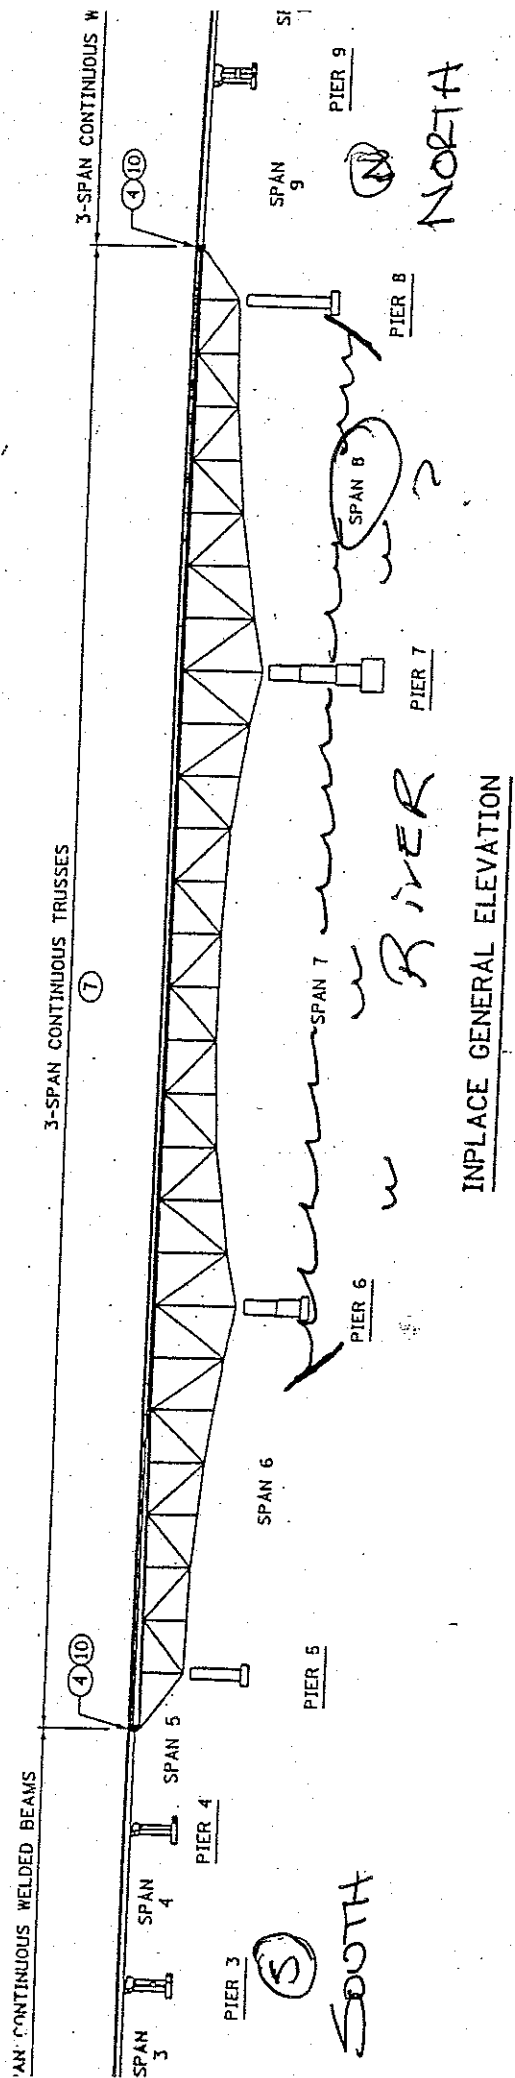 'AN CONTINUOUS WELDED BEAMS
3-SPAN CONTINUOUS TRUSSES
3-SPAN CONTINUOUS W
4 10
7
4 10
SPAN 3
SPAN 4
SPAN 5
SPAN 6
SPAN 7
SPAN 8
SPAN 9
PIER 3
PIER 4
PIER 5
PIER 6
PIER 7
PIER 8
PIER 9
S
SOUTH
RIVER
?
N
NORTH
INPLACE GENERAL ELEVATION